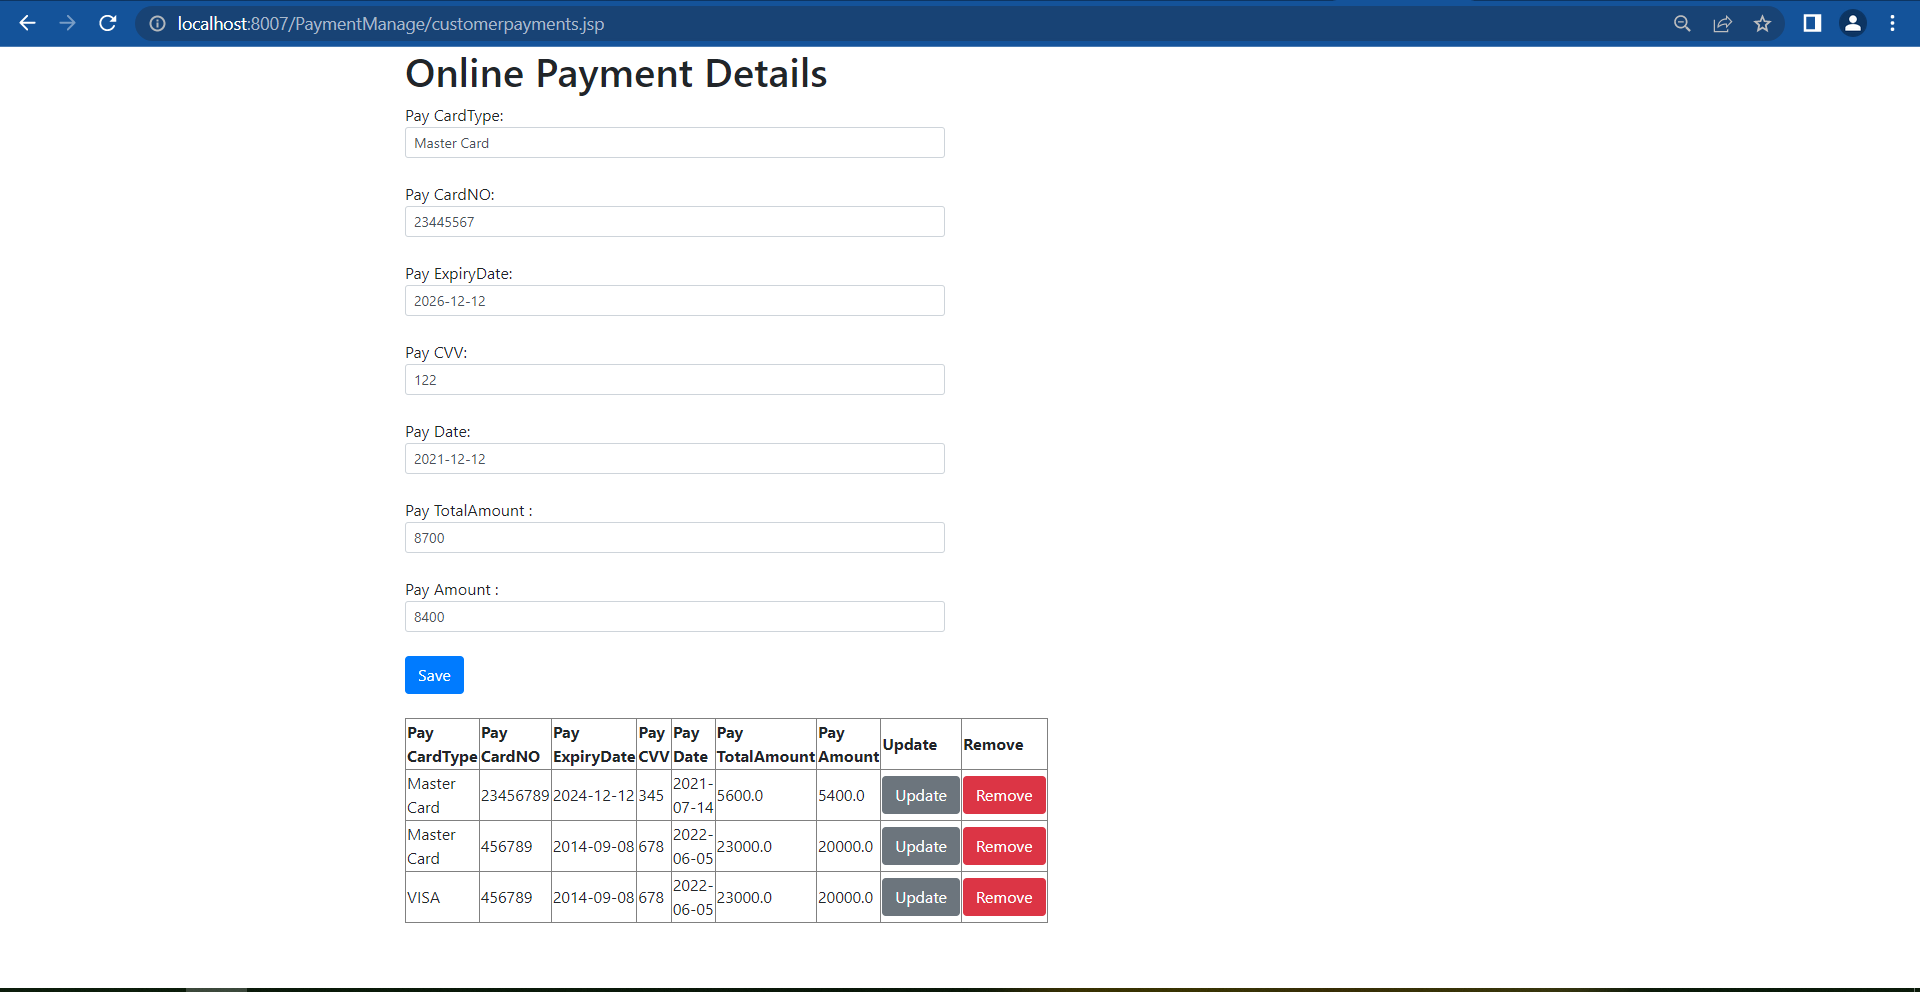 localhost:8007/PaymentManage/customerpayments.jsp
Online Payment Details
Pay CardType:
Master Card
Pay CardNO:
23445567
Pay ExpiryDate:
2026-12-12
Pay CVV:
122
Pay Date:
2021-12-12
Pay TotalAmount :
8700
Pay Amount :
8400
Save
Pay CardType Pay CardNO Pay ExpiryDate Pay CVV Pay Date Pay TotalAmount Pay Amount Update Remove
Master Card 23456789 2024-12-12 345 2021-07-14 5600.0 5400.0 Update Remove
Master Card 456789 2014-09-08 678 2022-06-05 23000.0 20000.0 Update Remove
VISA 456789 2014-09-08 678 2022-06-05 23000.0 20000.0 Update Remove